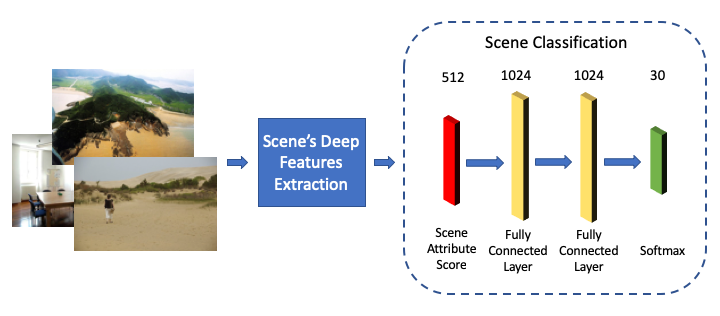 Scene Classification
512
1024
1024
30
Scene's Deep
Features
Extraction
Scene
Attribute
Score
Fully
Connected
Layer
Fully
Connected
Layer
Softmax